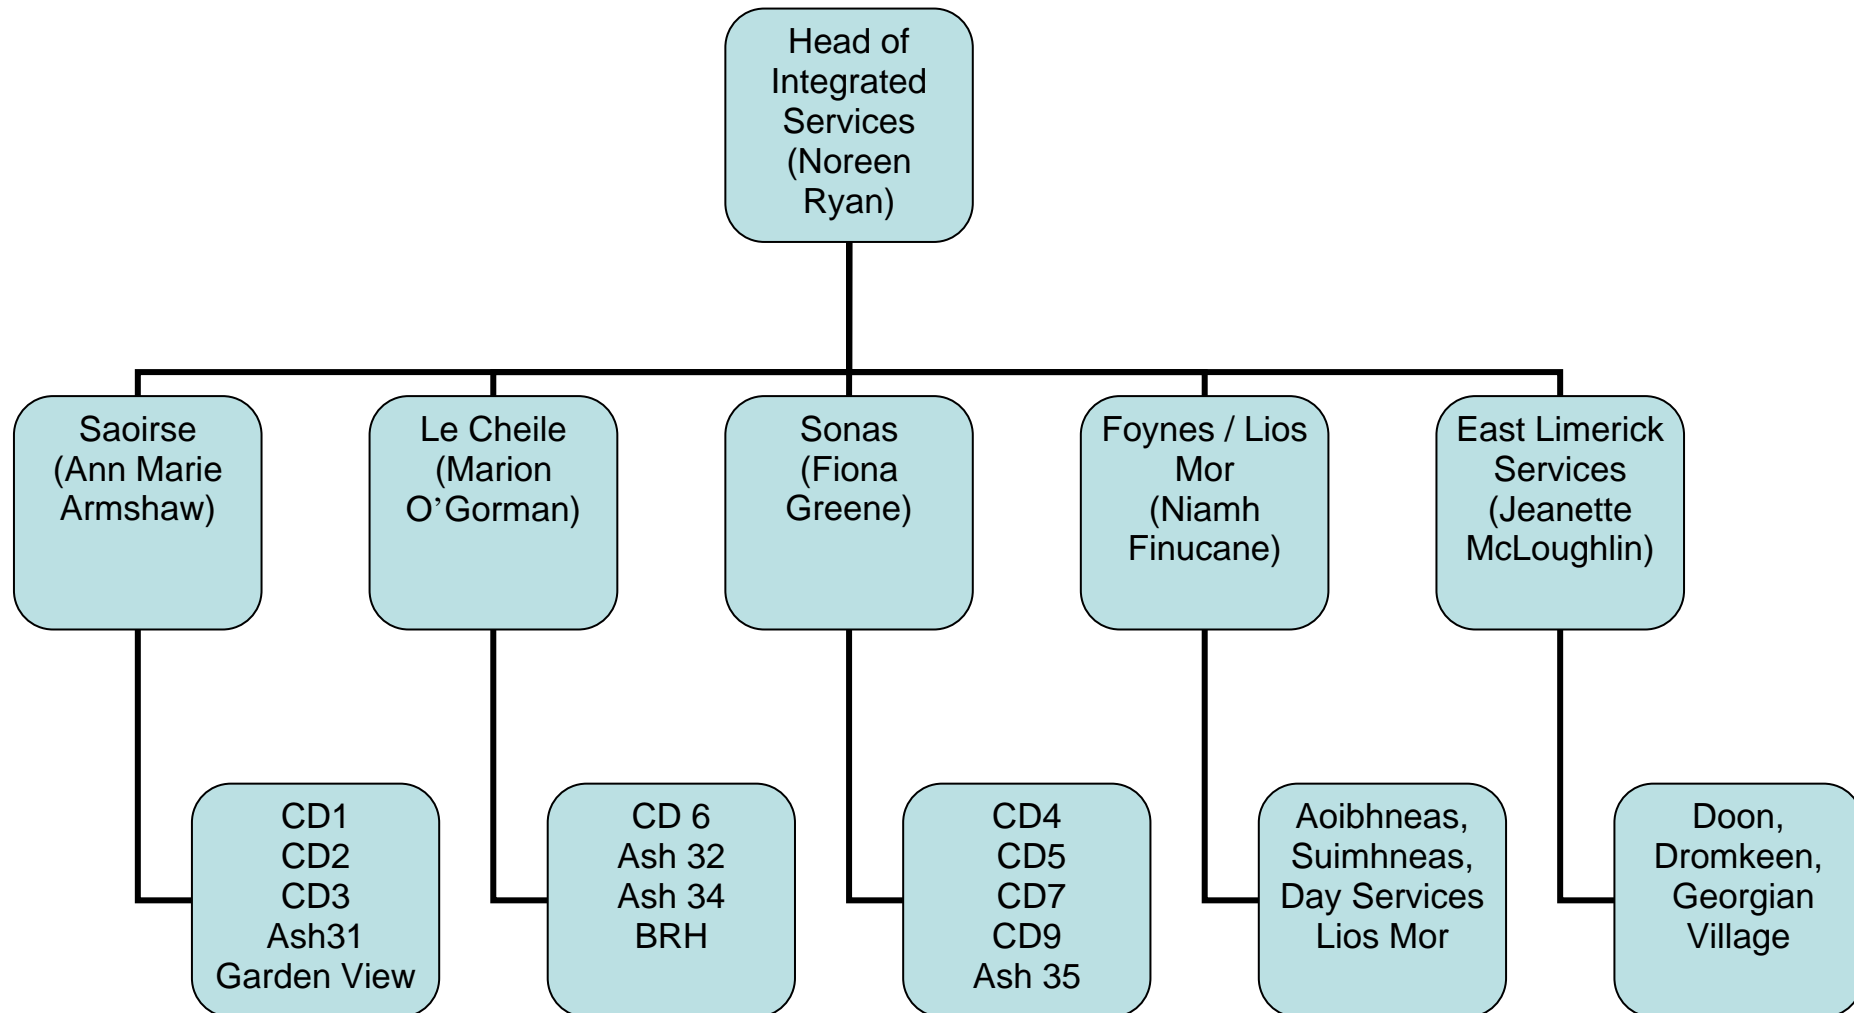 Head of
Integrated
Services
(Noreen
Ryan)
Saoirse
(Ann Marie
Armshaw)
Le Cheile
(Marion
O’Gorman)
Sonas
(Fiona
Greene)
Foynes / Lios
Mor
(Niamh
Finucane)
East Limerick
Services
(Jeanette
McLoughlin)
CD1
CD2
CD3
Ash31
Garden View
CD 6
Ash 32
Ash 34
BRH
CD4
CD5
CD7
CD9
Ash 35
Aoibhneas,
Suimhneas,
Day Services
Lios Mor
Doon,
Dromkeen,
Georgian
Village